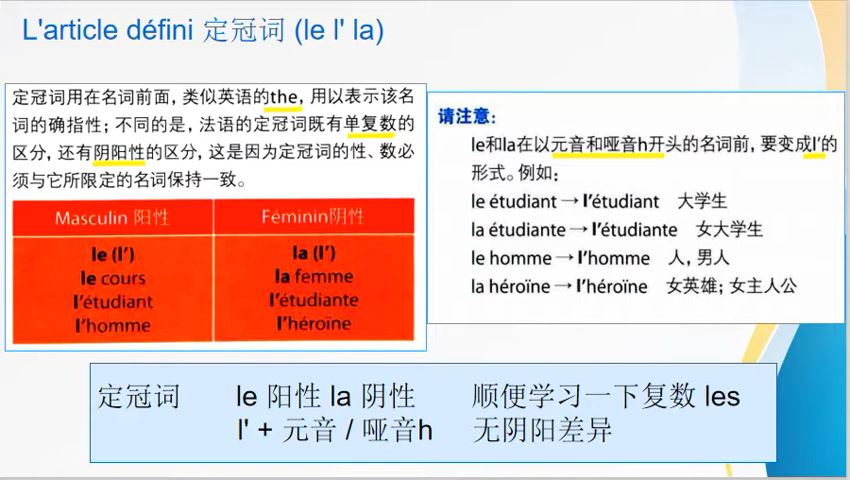 L'article défini 定冠词 (le l' la)
定冠词用在名词前面，类似英语的the，用以表示该名
词的确指性；不同的是，法语的定冠词既有单复数的
区分，还有阴阳性的区分，这是因为定冠词的性、数必
须与它所限定的名词保持一致。
Masculin 阳性 Féminin阴性
le (l') la (l')
le cours la femme
l'étudiant l'étudiante
l'homme l'héroïne
请注意：
le和la在以元音和哑音h开头的名词前，要变成l'的
形式。例如：
le étudiant → l'étudiant 大学生
la étudiante → l'étudiante 女大学生
le homme → l'homme 人，男人
la héroïne → l'héroïne 女英雄；女主人公
定冠词 le 阳性 la 阴性 顺便学习一下复数 les
l' + 元音 / 哑音h 无阴阳差异